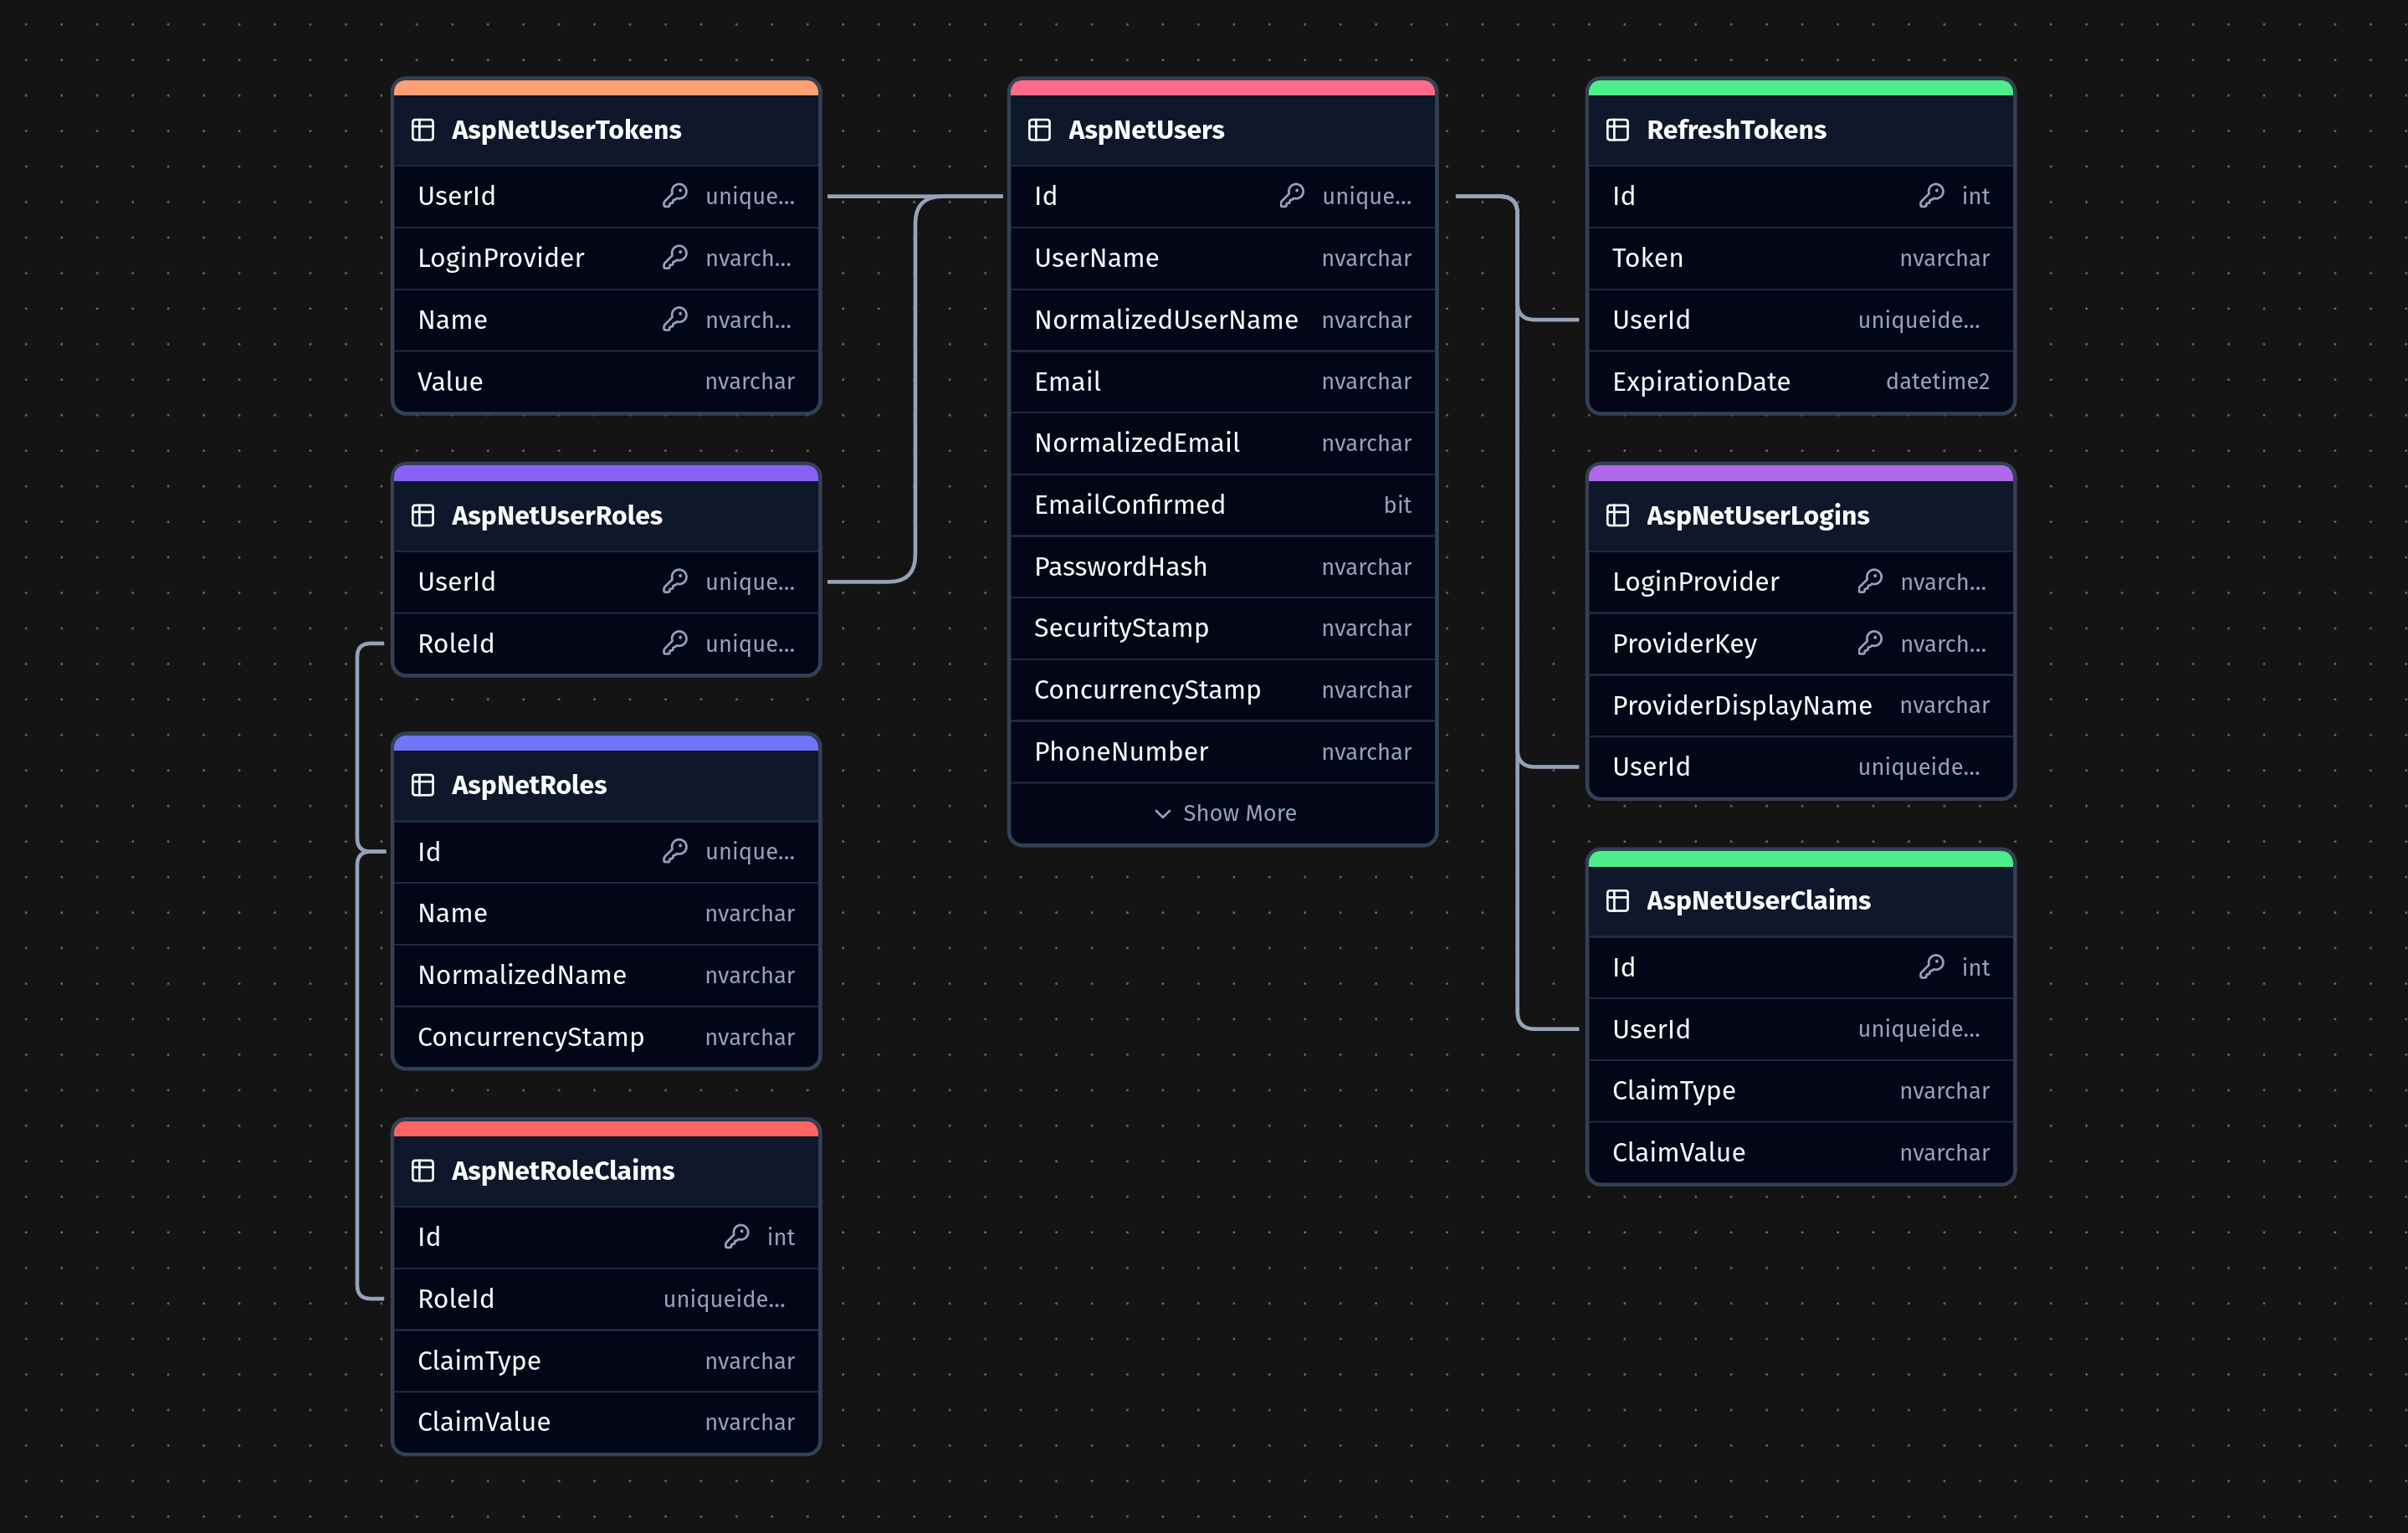 AspNetUserTokens
UserId unique...
LoginProvider nvarch...
Name nvarch...
Value nvarchar
AspNetUserRoles
UserId unique...
RoleId unique...
AspNetRoles
Id unique...
Name nvarchar
NormalizedName nvarchar
ConcurrencyStamp nvarchar
AspNetRoleClaims
Id int
RoleId uniqueide...
ClaimType nvarchar
ClaimValue nvarchar
AspNetUsers
Id unique...
UserName nvarchar
NormalizedUserName nvarchar
Email nvarchar
NormalizedEmail nvarchar
EmailConfirmed bit
PasswordHash nvarchar
SecurityStamp nvarchar
ConcurrencyStamp nvarchar
PhoneNumber nvarchar
Show More
RefreshTokens
Id int
Token nvarchar
UserId uniqueide...
ExpirationDate datetime2
AspNetUserLogins
LoginProvider nvarch...
ProviderKey nvarch...
ProviderDisplayName nvarchar
UserId uniqueide...
AspNetUserClaims
Id int
UserId uniqueide...
ClaimType nvarchar
ClaimValue nvarchar